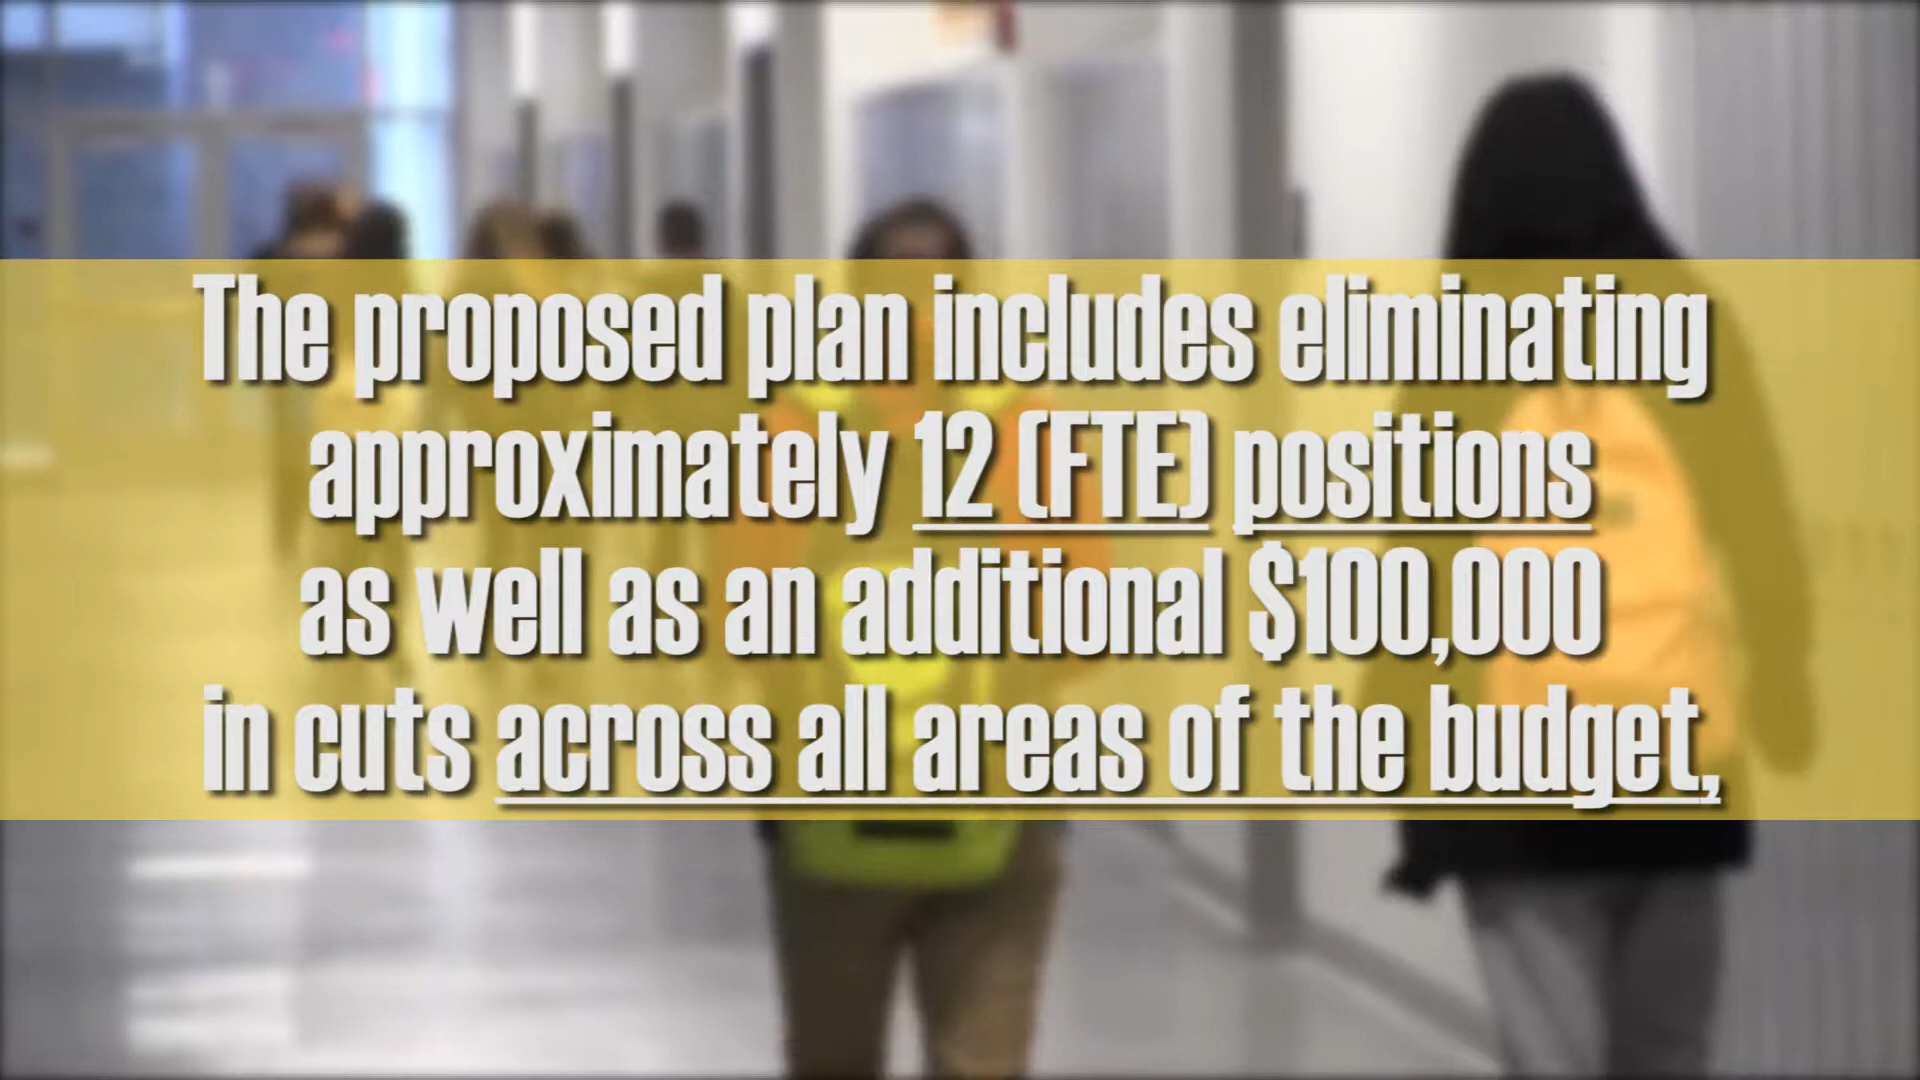 The proposed plan includes eliminating
approximately 12 (FTE) positions
as well as an additional $100,000
in cuts across all areas of the budget,